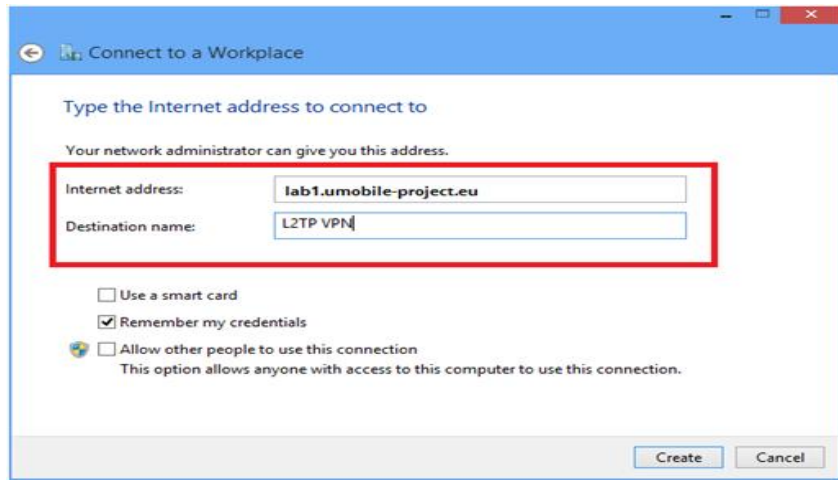 Connect to a Workplace
Type the Internet address to connect to
Your network administrator can give you this address.
Internet address: lab1.umobile-project.eu
Destination name: L2TP VPN
Use a smart card
Remember my credentials
Allow other people to use this connection
This option allows anyone with access to this computer to use this connection.
Create Cancel